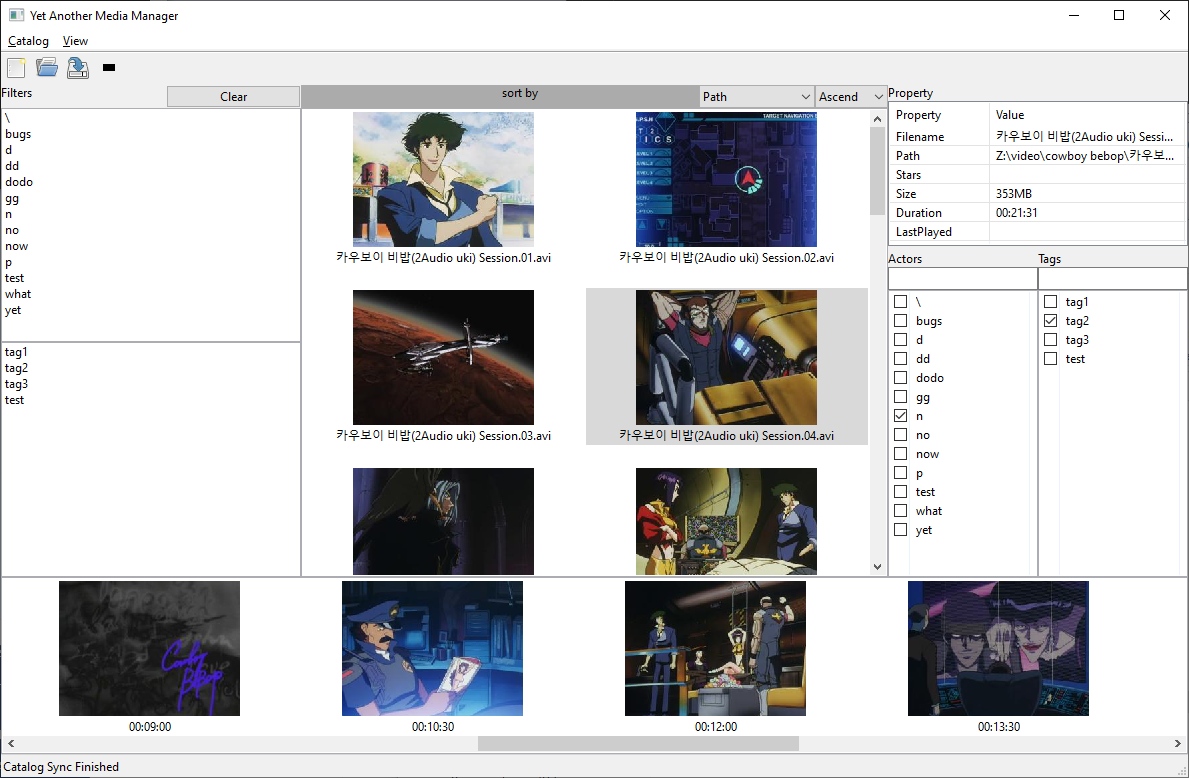 Yet Another Media Manager
Catalog View
Filters
Clear
sort by
Path
Ascend
Property
\
bugs
d
dd
dodo
gg
n
no
now
p
test
what
yet
tag1
tag2
tag3
test
TARGET NAVIGATION
카우보이 비밥(2Audio uki) Session.01.avi
카우보이 비밥(2Audio uki) Session.02.avi
카우보이 비밥(2Audio uki) Session.03.avi
카우보이 비밥(2Audio uki) Session.04.avi
Property Value
Filename 카우보이 비밥(2Audio uki) Sessi...
Path Z:\video\cowboy bebop\카우보...
Stars
Size 353MB
Duration 00:21:31
LastPlayed
Actors
\
bugs
d
dd
dodo
gg
n
no
now
p
test
what
yet
Tags
tag1
tag2
tag3
test
Cowboy
Bebop
00:09:00
00:10:30
00:12:00
00:13:30
Catalog Sync Finished